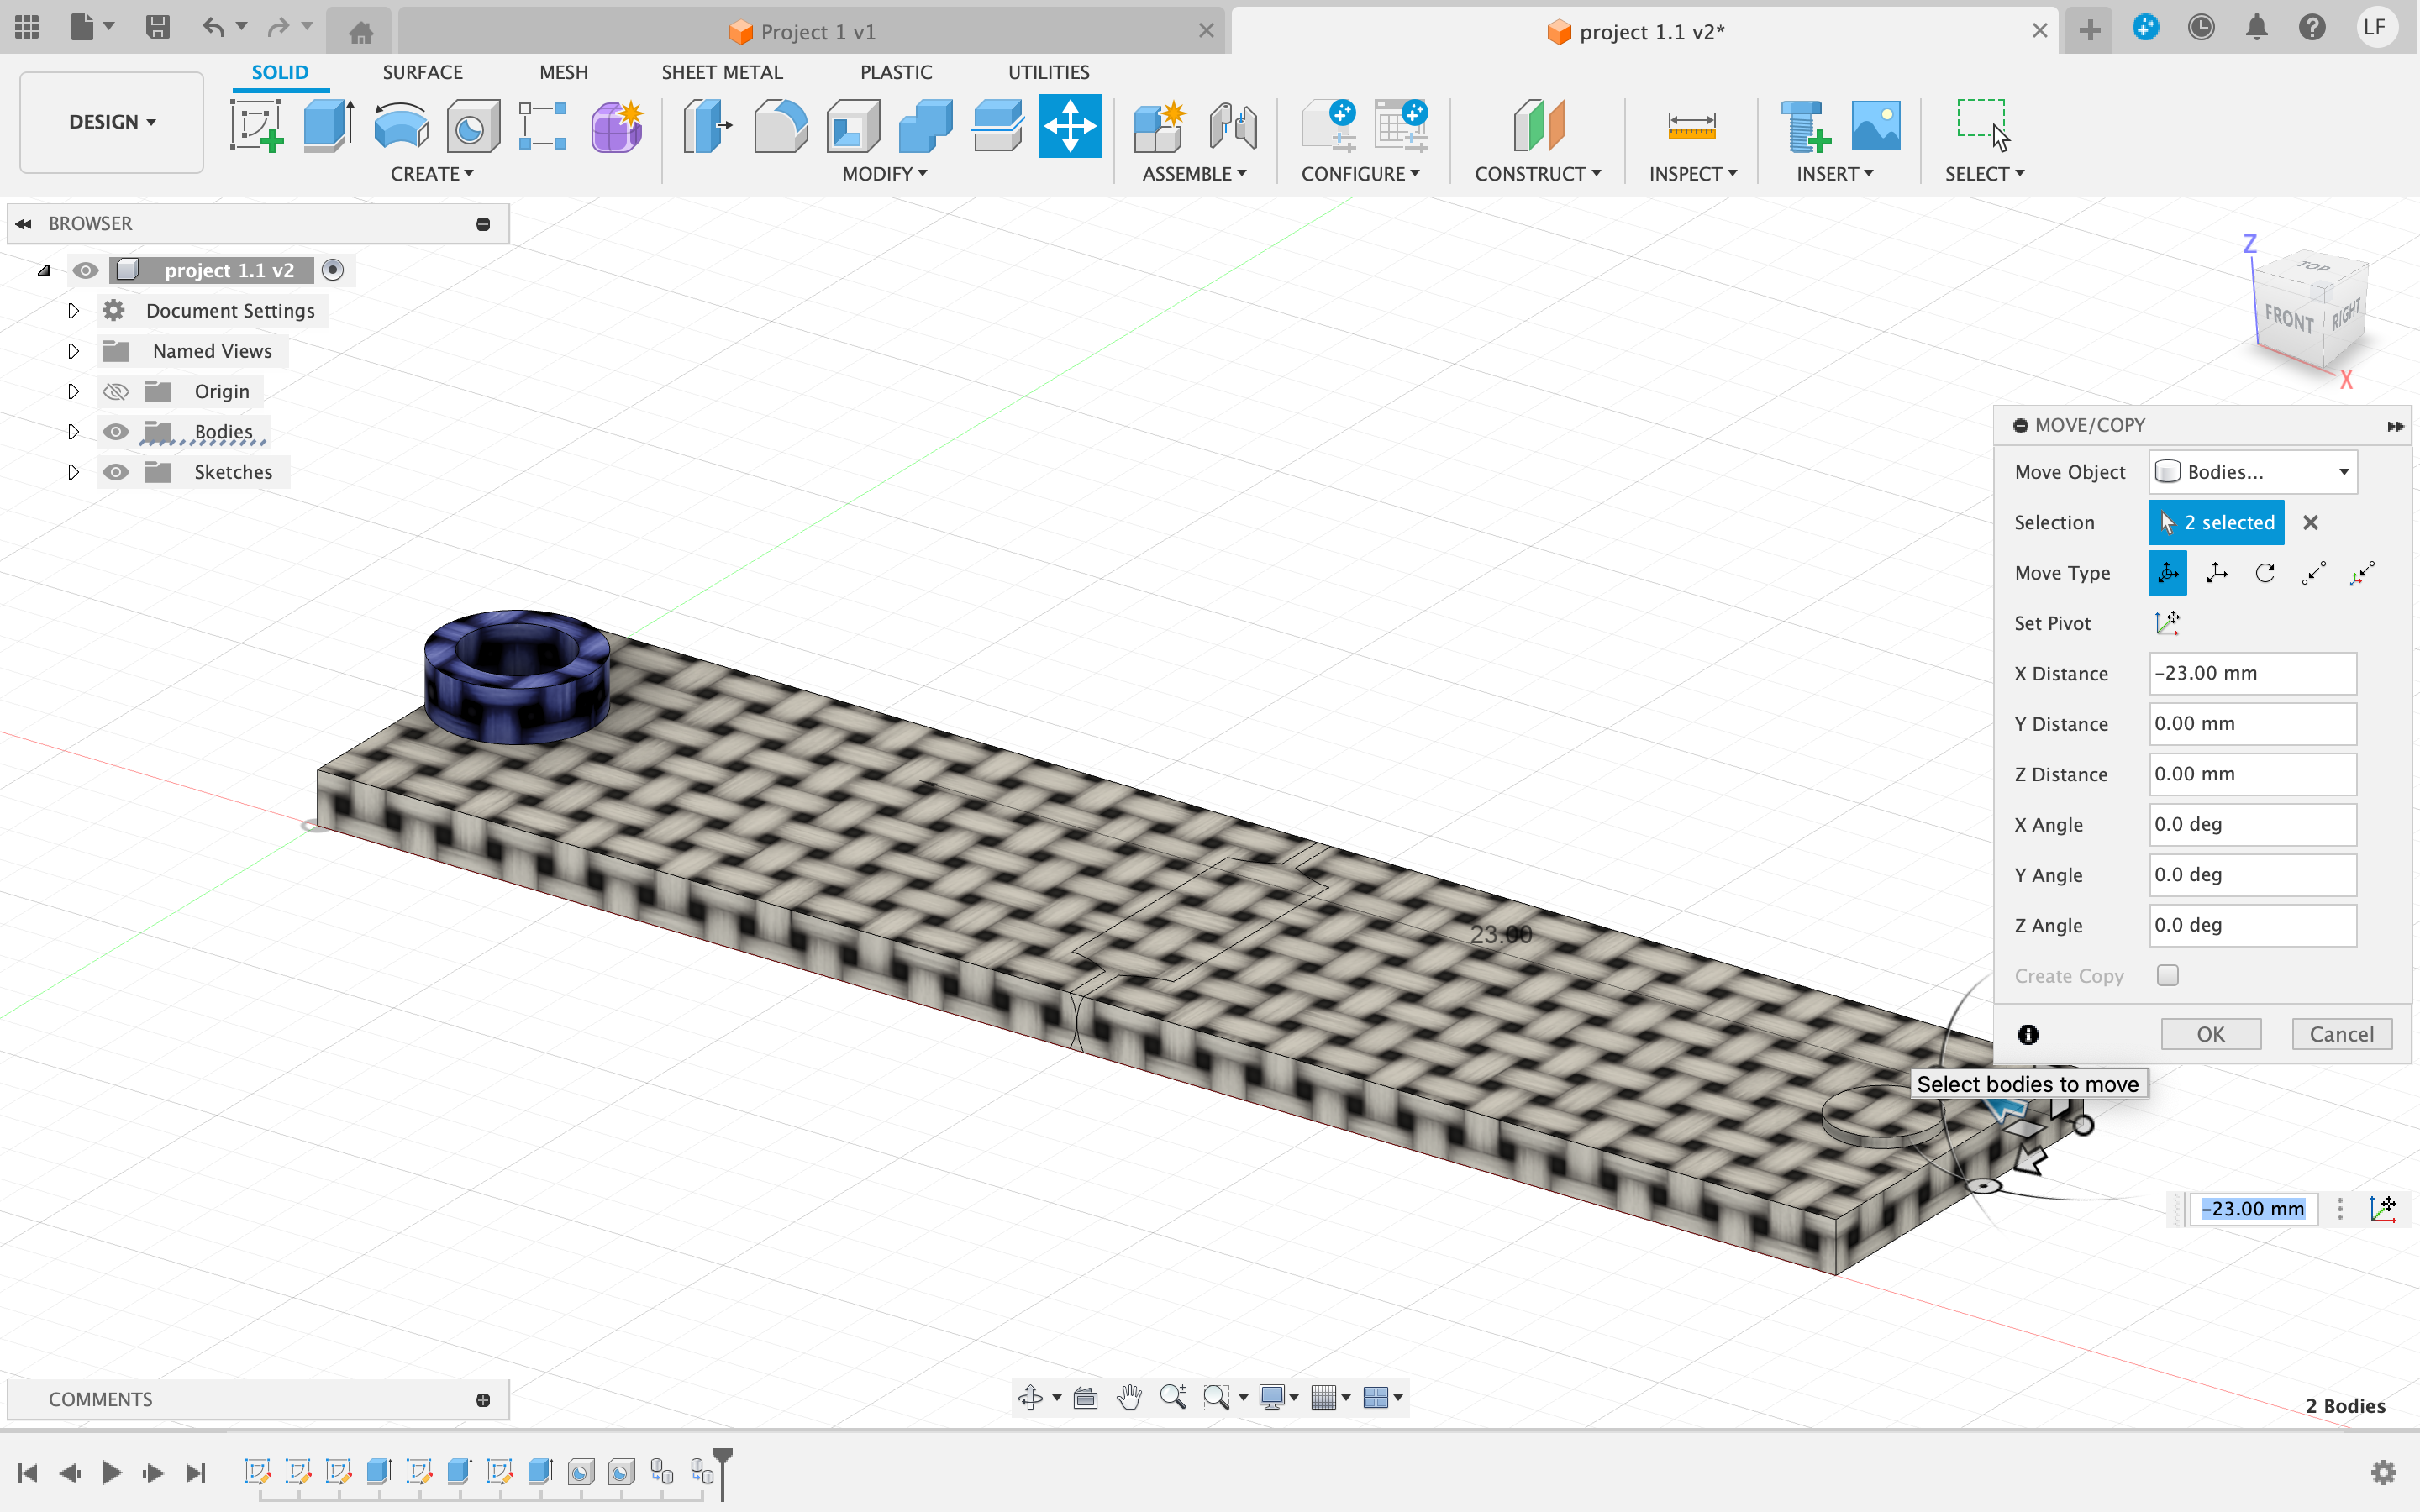 Project 1 v1
project 1.1 v2*
LF
SOLID
SURFACE
MESH
SHEET METAL
PLASTIC
UTILITIES
DESIGN
CREATE
MODIFY
ASSEMBLE
CONFIGURE
CONSTRUCT
INSPECT
INSERT
SELECT
BROWSER
project 1.1 v2
Document Settings
Named Views
Origin
Bodies
Sketches
Z
TOP
FRONT
RIGHT
X
MOVE/COPY
Move Object
Bodies...
Selection
2 selected
Move Type
Set Pivot
X Distance
-23.00 mm
Y Distance
0.00 mm
Z Distance
0.00 mm
X Angle
0.0 deg
Y Angle
0.0 deg
Z Angle
0.0 deg
Create Copy
OK
Cancel
23.00
Select bodies to move
-23.00 mm
COMMENTS
2 Bodies